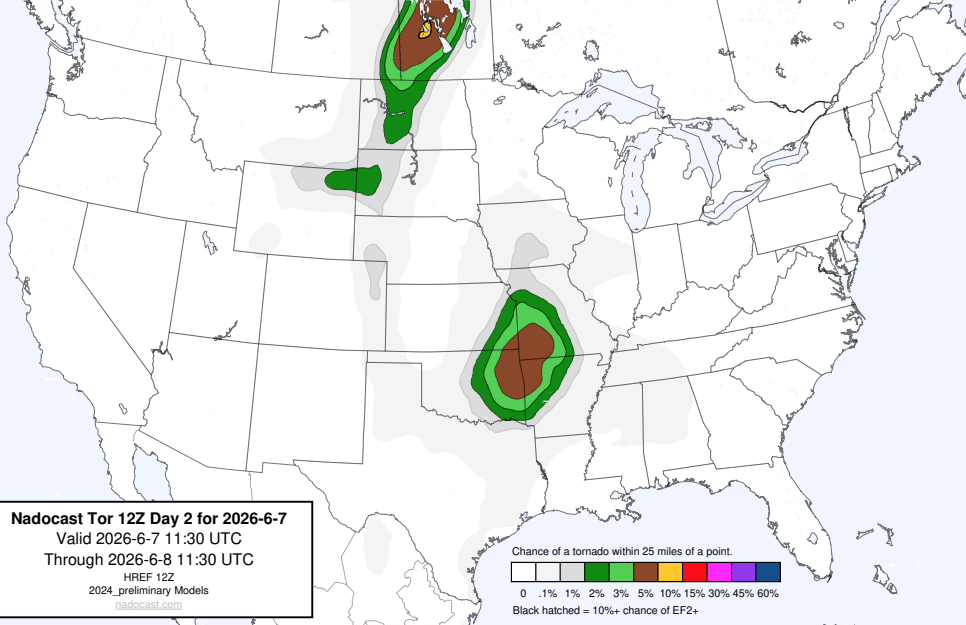 Nadocast Tor 12Z Day 2 for 2026-6-7
Valid 2026-6-7 11:30 UTC
Through 2026-6-8 11:30 UTC
HREF 12Z
2024_preliminary Models
nadocast.com
Chance of a tornado within 25 miles of a point.
0 .1% 1% 2% 3% 5% 10% 15% 30% 45% 60%
Black hatched = 10%+ chance of EF2+